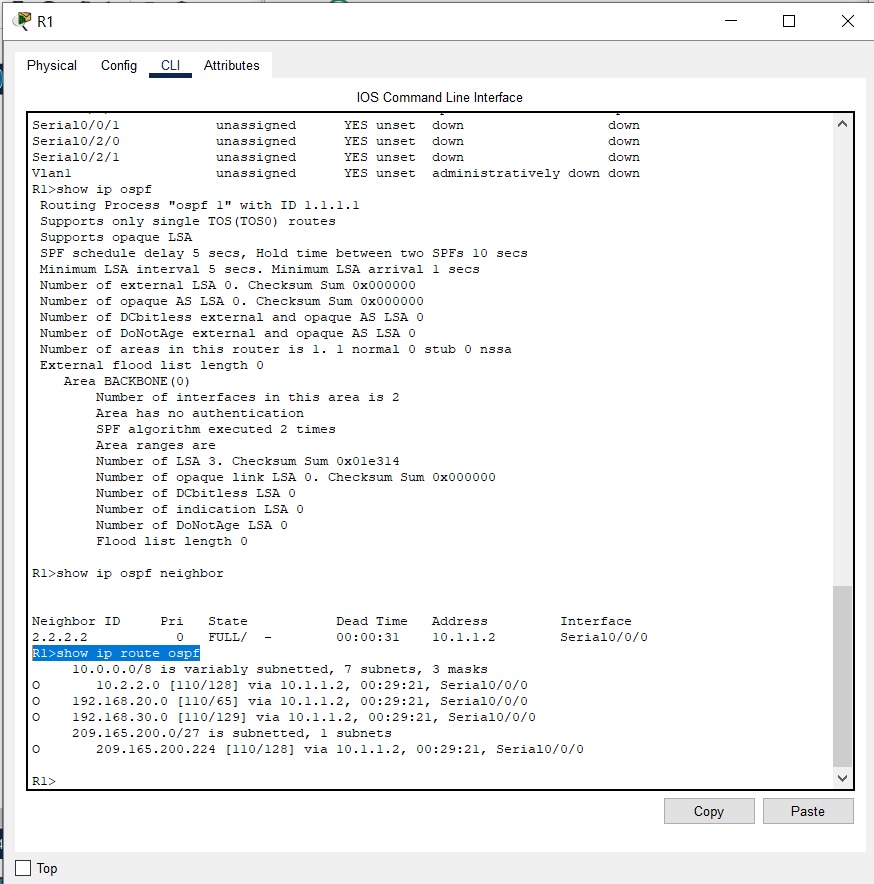 R1
Physical Config CLI Attributes
IOS Command Line Interface
Serial0/0/1 unassigned YES unset down down
Serial0/2/0 unassigned YES unset down down
Serial0/2/1 unassigned YES unset down down
Vlan1 unassigned YES unset administratively down down
R1>show ip ospf
Routing Process "ospf 1" with ID 1.1.1.1
Supports only single TOS(TOS0) routes
Supports opaque LSA
SPF schedule delay 5 secs, Hold time between two SPFs 10 secs
Minimum LSA interval 5 secs. Minimum LSA arrival 1 secs
Number of external LSA 0. Checksum Sum 0x000000
Number of opaque AS LSA 0. Checksum Sum 0x000000
Number of DCbitless external and opaque AS LSA 0
Number of DoNotAge external and opaque AS LSA 0
Number of areas in this router is 1. 1 normal 0 stub 0 nssa
External flood list length 0
Area BACKBONE(0)
Number of interfaces in this area is 2
Area has no authentication
SPF algorithm executed 2 times
Area ranges are
Number of LSA 3. Checksum Sum 0x01e314
Number of opaque link LSA 0. Checksum Sum 0x000000
Number of DCbitless LSA 0
Number of indication LSA 0
Number of DoNotAge LSA 0
Flood list length 0
R1>show ip ospf neighbor
Neighbor ID Pri State Dead Time Address Interface
2.2.2.2 0 FULL/ - 00:00:31 10.1.1.2 Serial0/0/0
R1>show ip route ospf
10.0.0.0/8 is variably subnetted, 7 subnets, 3 masks
O 10.2.2.0 [110/128] via 10.1.1.2, 00:29:21, Serial0/0/0
O 192.168.20.0 [110/65] via 10.1.1.2, 00:29:21, Serial0/0/0
O 192.168.30.0 [110/129] via 10.1.1.2, 00:29:21, Serial0/0/0
209.165.200.0/27 is subnetted, 1 subnets
O 209.165.200.224 [110/128] via 10.1.1.2, 00:29:21, Serial0/0/0
R1>
Copy Paste
Top